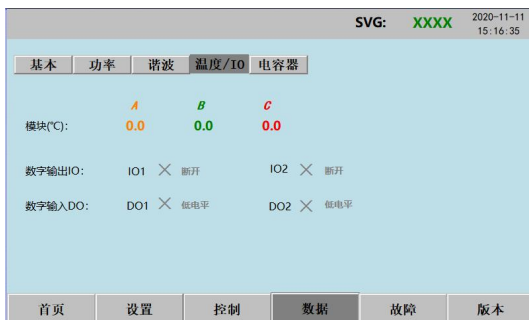 SVG: XXXX 2020-11-11
15:16:35
基本 功率 谐波 温度/IO 电容器
A B C
模块(℃): 0.0 0.0 0.0
数字输出IO: IO1 断开 IO2 断开
数字输入DO: DO1 低电平 DO2 低电平
首页 设置 控制 数据 故障 版本